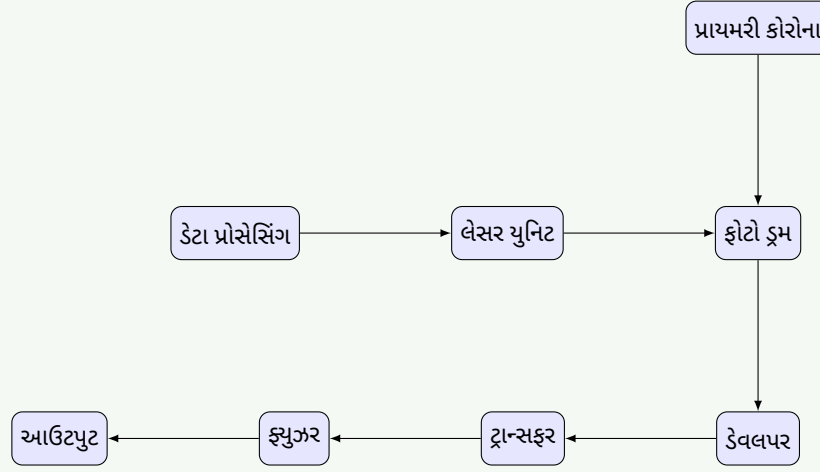 પ્રાયમરી કોરોના
ડેટા પ્રોસેસિંગ
લેસર યુનિટ
ફોટો ડ્રમ
આઉટપુટ
ફ્યુઝર
ટ્રાન્સફર
ડેવલપર